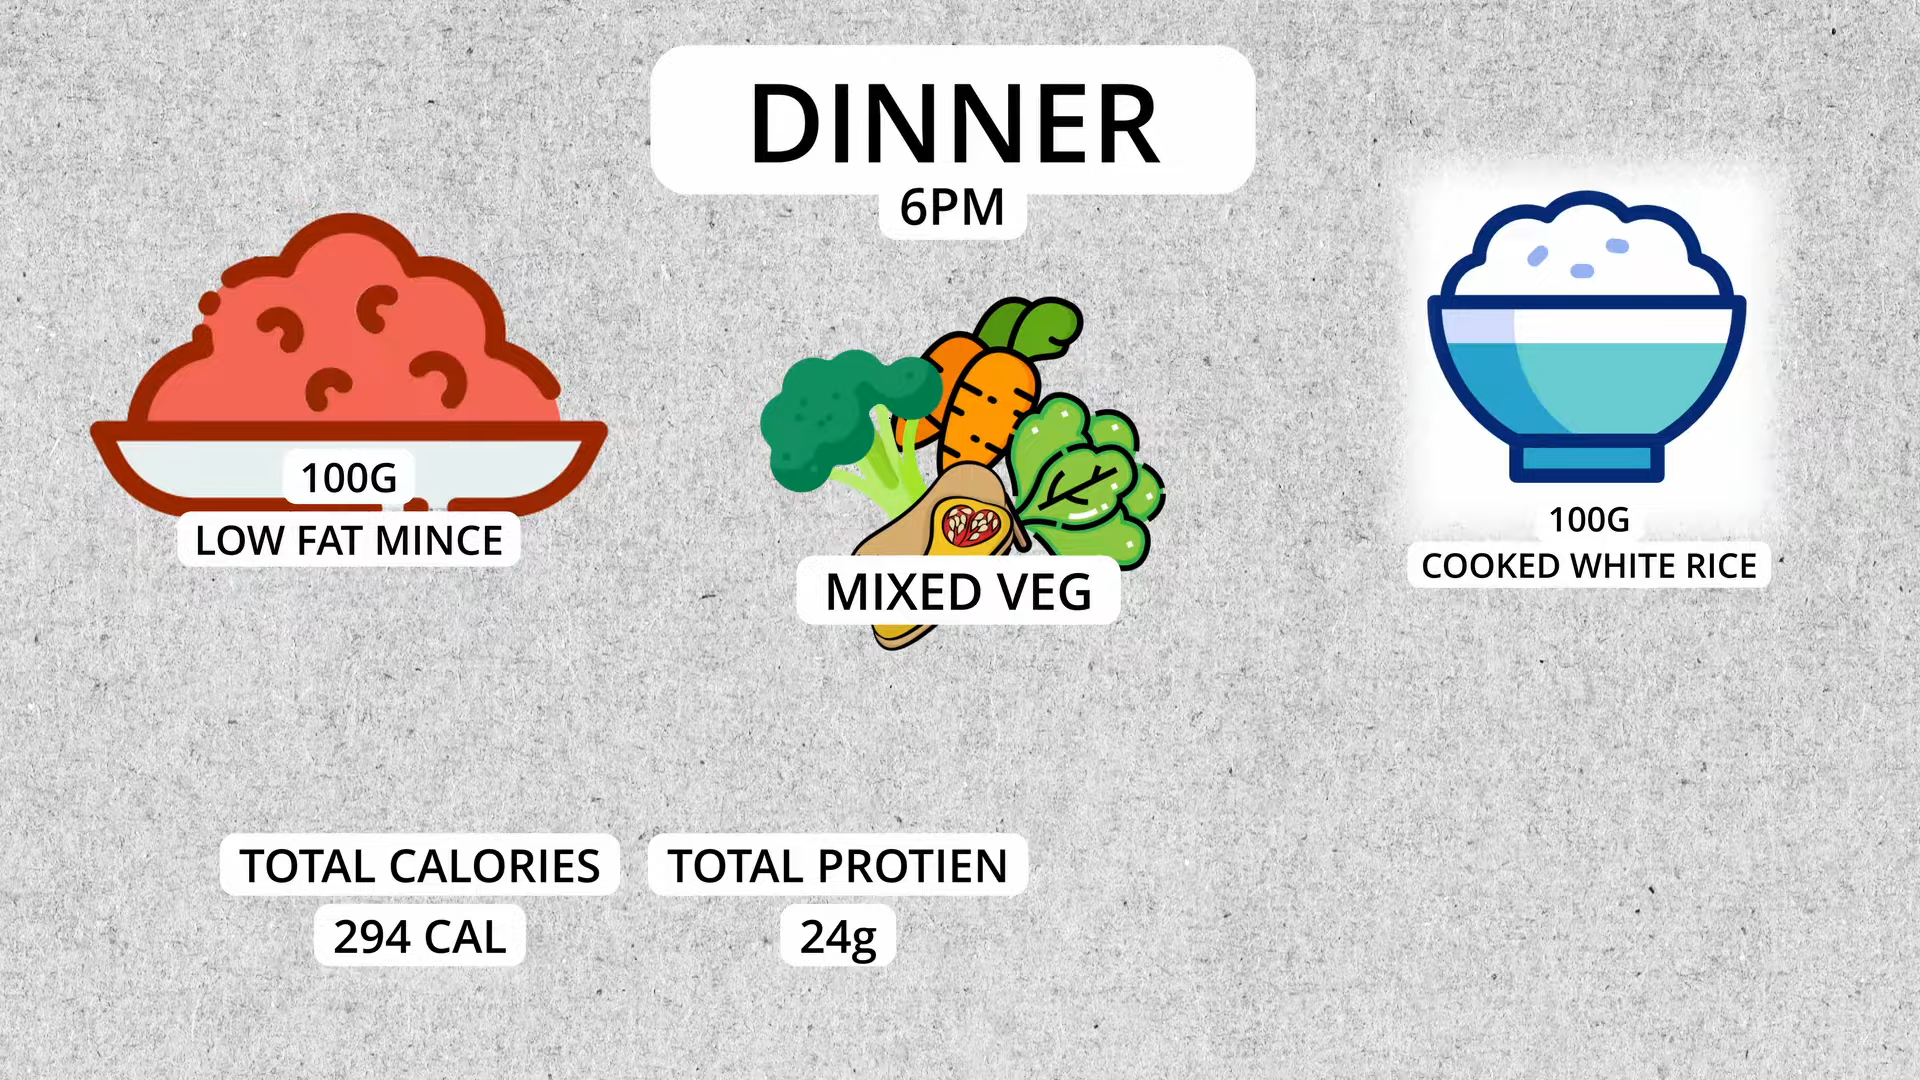 DINNER
6PM
100G
LOW FAT MINCE
MIXED VEG
100G
COOKED WHITE RICE
TOTAL CALORIES
294 CAL
TOTAL PROTIEN
24g